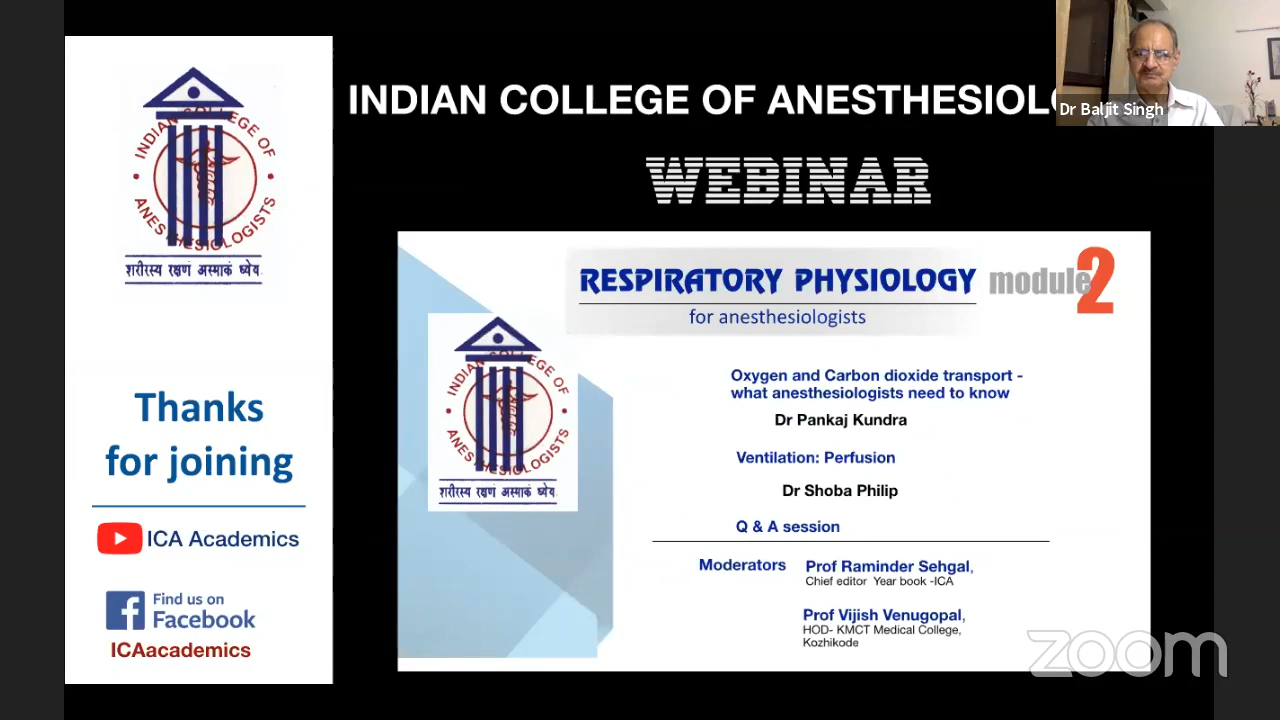 INDIAN COLLEGE OF
ANESTHESIOLOGISTS
शरीरस्य रक्षणं अस्माकं ध्येय
Thanks
for joining
ICA Academics
Find us on
Facebook
ICAacademics
INDIAN COLLEGE OF ANESTHESIOLO
Dr Baljit Singh
WEBINAR
RESPIRATORY PHYSIOLOGY module 2
for anesthesiologists
INDIAN COLLEGE OF
ANESTHESIOLOGISTS
शरीरस्य रक्षणं अस्माकं ध्येय
Oxygen and Carbon dioxide transport -
what anesthesiologists need to know
Dr Pankaj Kundra
Ventilation: Perfusion
Dr Shoba Philip
Q & A session
Moderators Prof Raminder Sehgal,
Chief editor Year book -ICA
Prof Vijish Venugopal,
HOD- KMCT Medical College,
Kozhikode
zoom